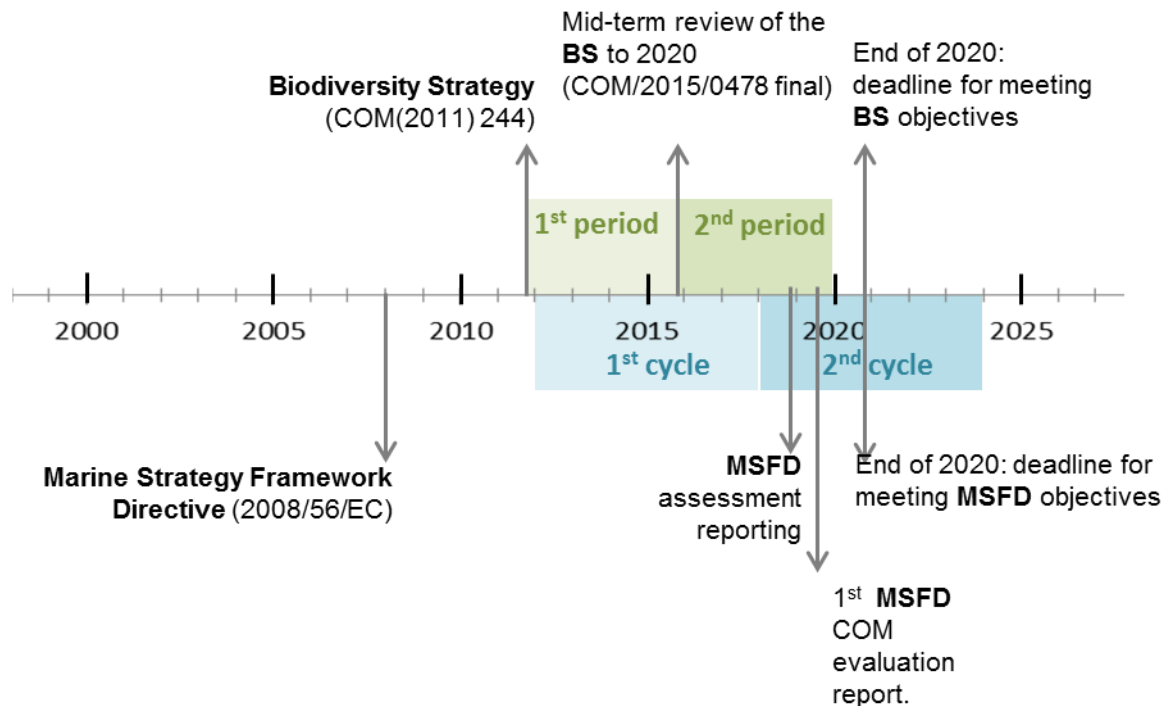 Mid-term review of the
BS to 2020
(COM/2015/0478 final)
End of 2020:
deadline for meeting
BS objectives
Biodiversity Strategy
(COM(2011) 244)
1st period
2nd period
2000
2005
2010
2015
2020
2025
1st cycle
2nd cycle
Marine Strategy Framework
Directive (2008/56/EC)
MSFD
assessment
reporting
End of 2020: deadline for
meeting MSFD objectives
1st MSFD
COM
evaluation
report.